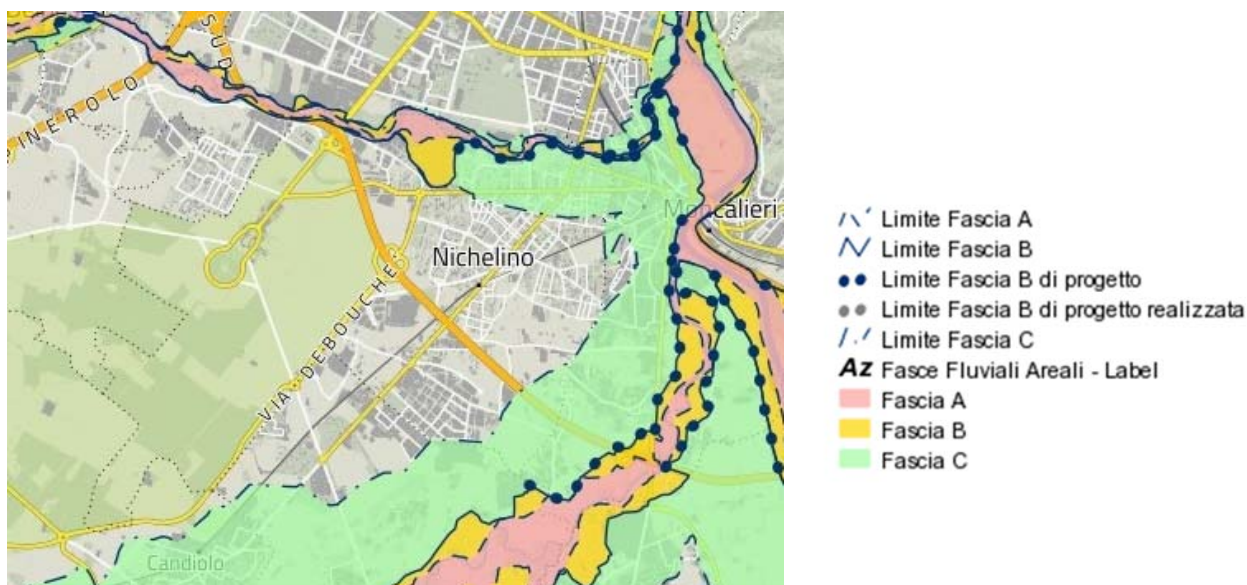 SUD
PINEROLO
Moncalieri
Nichelino
VIA DEBOUCHE'
Candiolo
Limite Fascia A
Limite Fascia B
Limite Fascia B di progetto
Limite Fascia B di progetto realizzata
Limite Fascia C
Az Fasce Fluviali Areali - Label
Fascia A
Fascia B
Fascia C